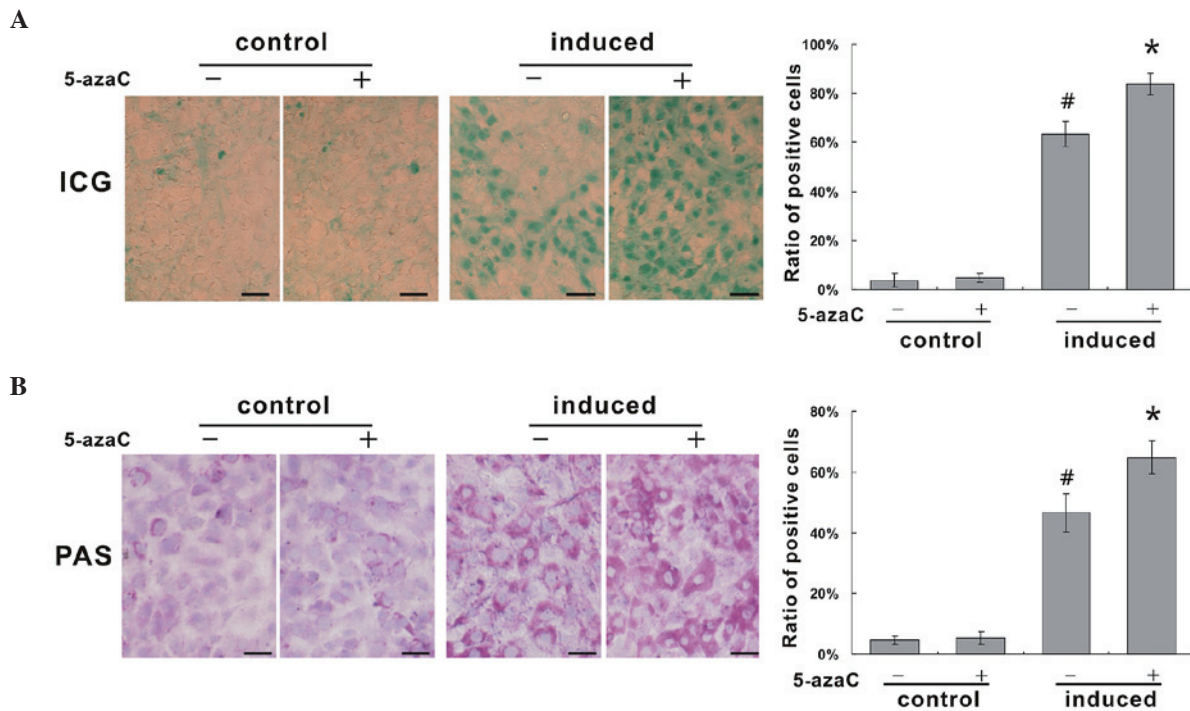 A
control
induced
5-azaC
− + − +
ICG
100%
80%
60%
40%
20%
0%
Ratio of positive cells
# *
5-azaC − + − +
control induced
B
control
induced
5-azaC − + − +
PAS
80%
60%
40%
20%
0%
Ratio of positive cells
# *
5-azaC − + − +
control induced